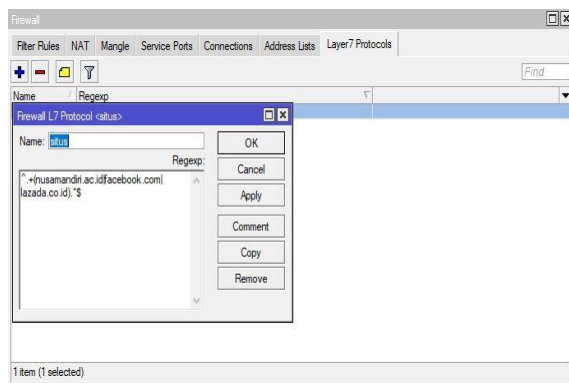 Firewall
Filter Rules NAT Mangle Service Ports Connections Address Lists Layer7 Protocols
Find
Name Regexp
Firewall L7 Protocol <situs>
Name: situs
Regexp:
^.+(nusamandiri.ac.id|facebook.com|
lazada.co.id).*$
OK
Cancel
Apply
Comment
Copy
Remove
1 item (1 selected)